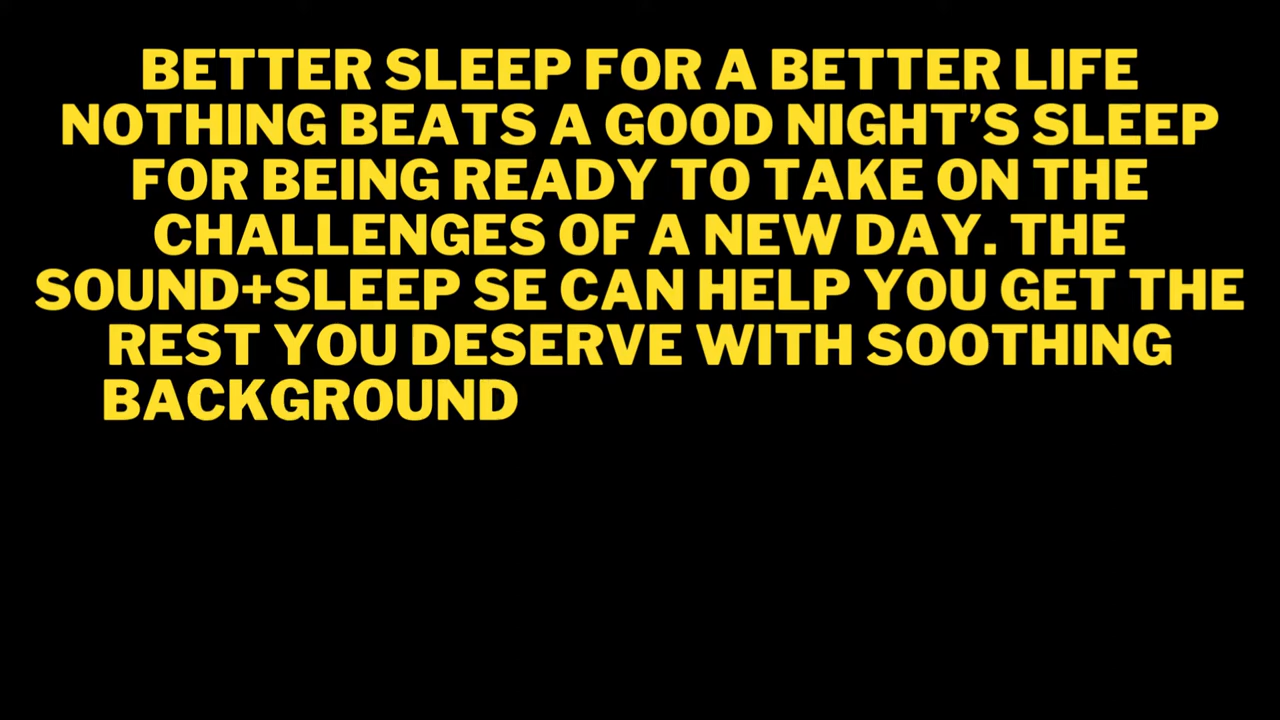 BETTER SLEEP FOR A BETTER LIFE
NOTHING BEATS A GOOD NIGHT’S SLEEP
FOR BEING READY TO TAKE ON THE
CHALLENGES OF A NEW DAY. THE
SOUND+SLEEP SE CAN HELP YOU GET THE
REST YOU DESERVE WITH SOOTHING
BACKGROUND